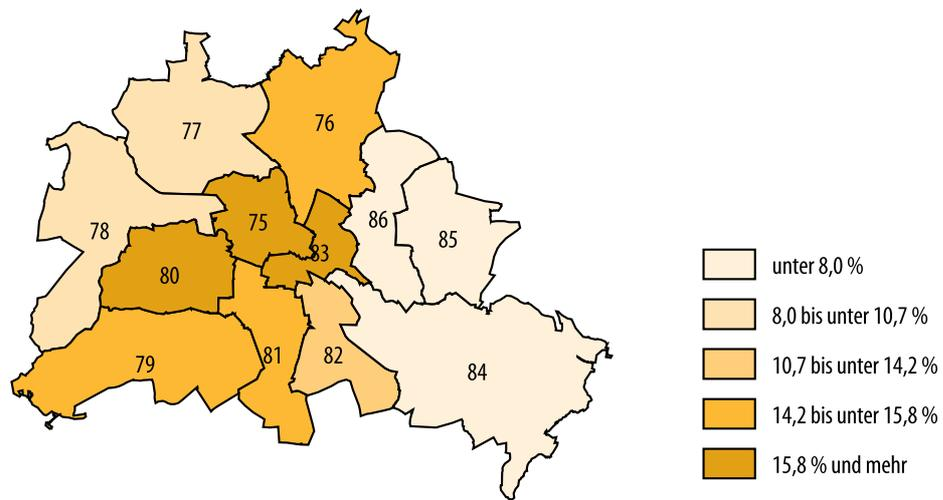 77
76
75
86
85
78
83
80
81
82
79
84
unter 8,0 %
8,0 bis unter 10,7 %
10,7 bis unter 14,2 %
14,2 bis unter 15,8 %
15,8 % und mehr